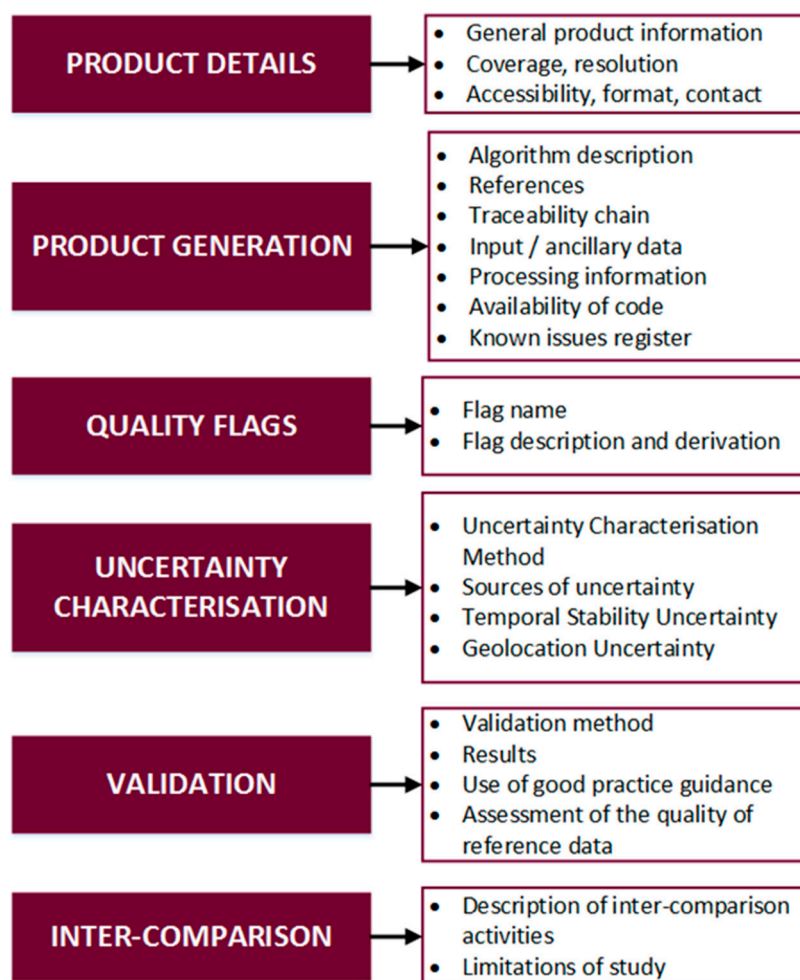 PRODUCT DETAILS
• General product information
• Coverage, resolution
• Accessibility, format, contact
PRODUCT GENERATION
• Algorithm description
• References
• Traceability chain
• Input / ancillary data
• Processing information
• Availability of code
• Known issues register
QUALITY FLAGS
• Flag name
• Flag description and derivation
UNCERTAINTY
CHARACTERISATION
• Uncertainty Characterisation
Method
• Sources of uncertainty
• Temporal Stability Uncertainty
• Geolocation Uncertainty
VALIDATION
• Validation method
• Results
• Use of good practice guidance
• Assessment of the quality of
reference data
INTER-COMPARISON
• Description of inter-comparison
activities
• Limitations of study